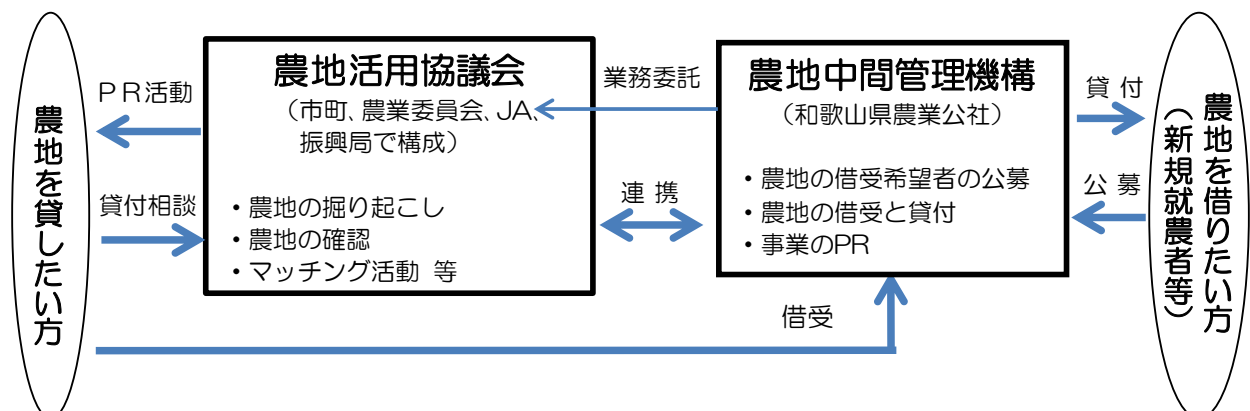 農地を貸したい方
PR活動
貸付相談
農地活用協議会
（市町、農業委員会、JA、
振興局で構成）
・農地の掘り起こし
・農地の確認
・マッチング活動 等
業務委託
連 携
農地中間管理機構
（和歌山県農業公社）
・農地の借受希望者の公募
・農地の借受と貸付
・事業のPR
借受
貸 付
公 募
農地を借りたい方
（新規就農者等）